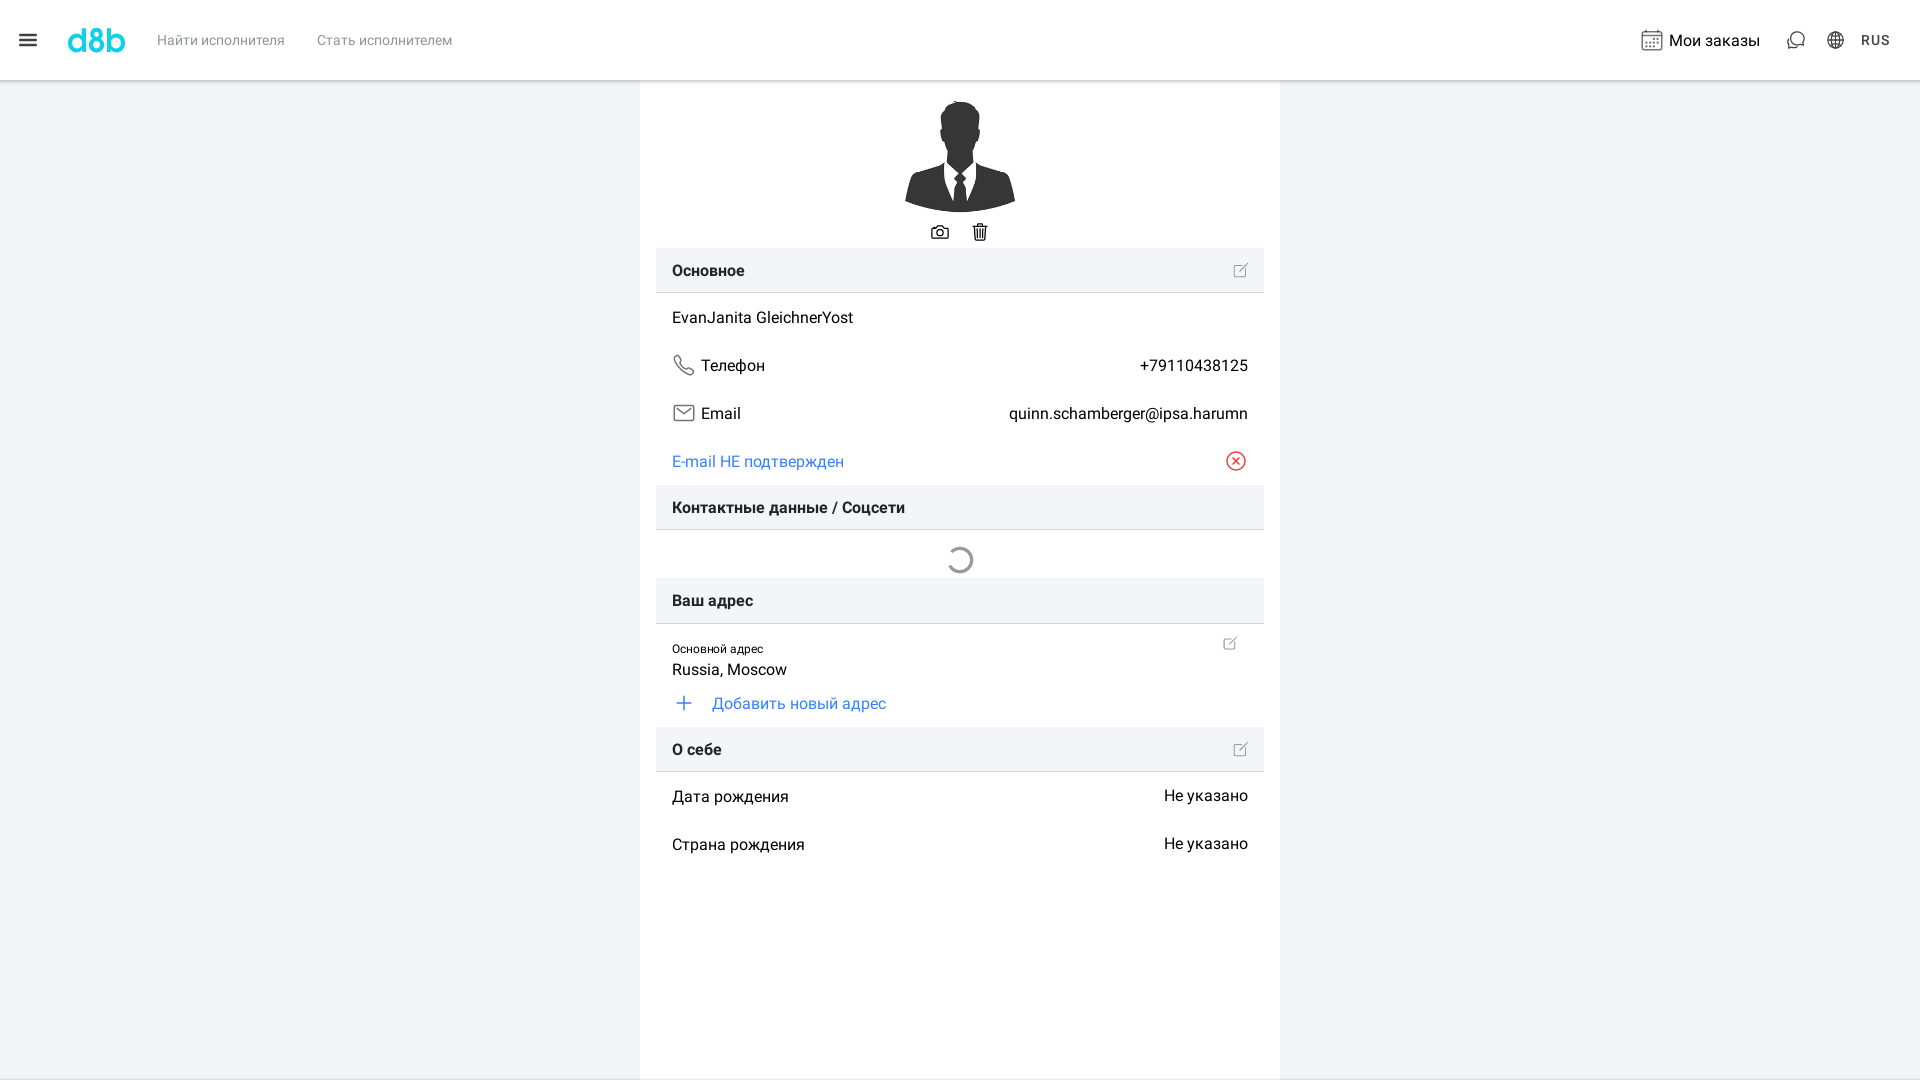 d8b
Найти исполнителя
Стать исполнителем
Мои заказы
RUS
Основное
EvanJanita GleichnerYost
Телефон
+79110438125
Email
quinn.schamberger@ipsa.harumn
E-mail НЕ подтвержден
Контактные данные / Соцсети
Ваш адрес
Основной адрес
Russia, Moscow
Добавить новый адрес
О себе
Дата рождения
Не указано
Страна рождения
Не указано